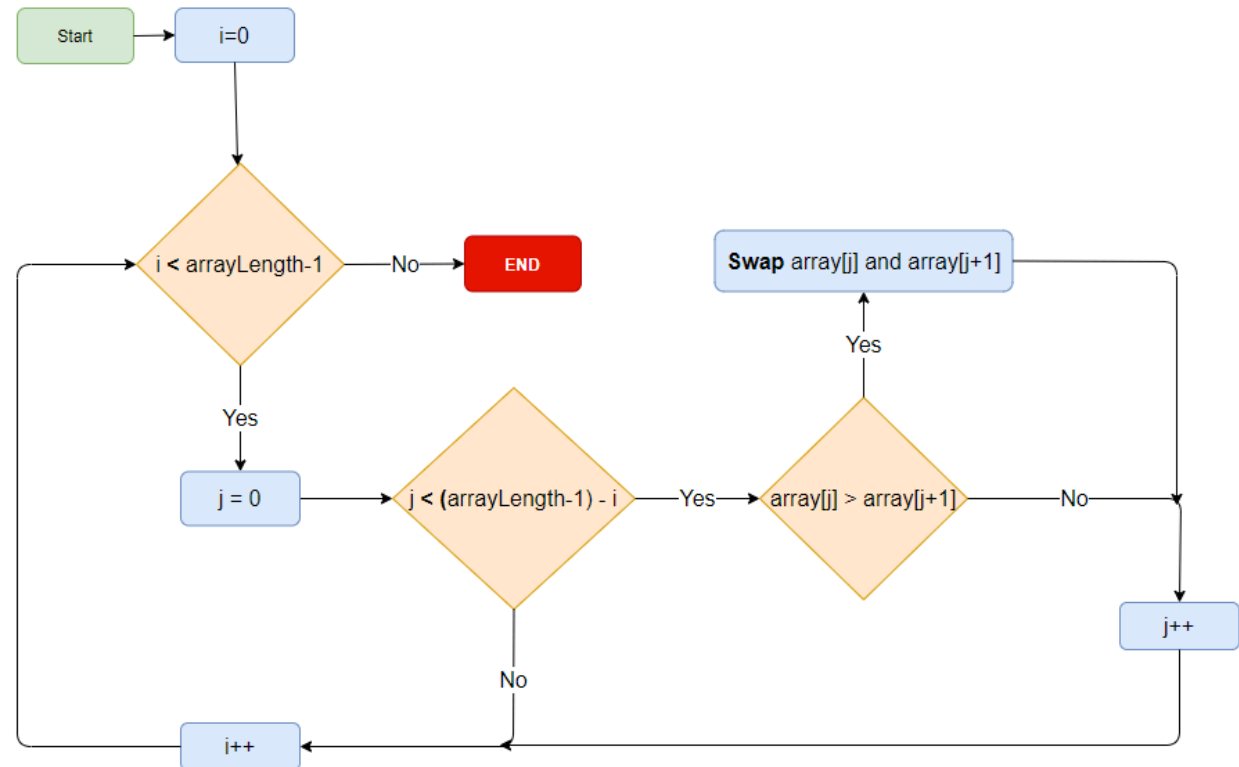 Start
i=0
i < arrayLength-1
No
END
Swap array[j] and array[j+1]
Yes
Yes
j = 0
j < (arrayLength-1) - i
Yes
array[j] > array[j+1]
No
j++
No
i++